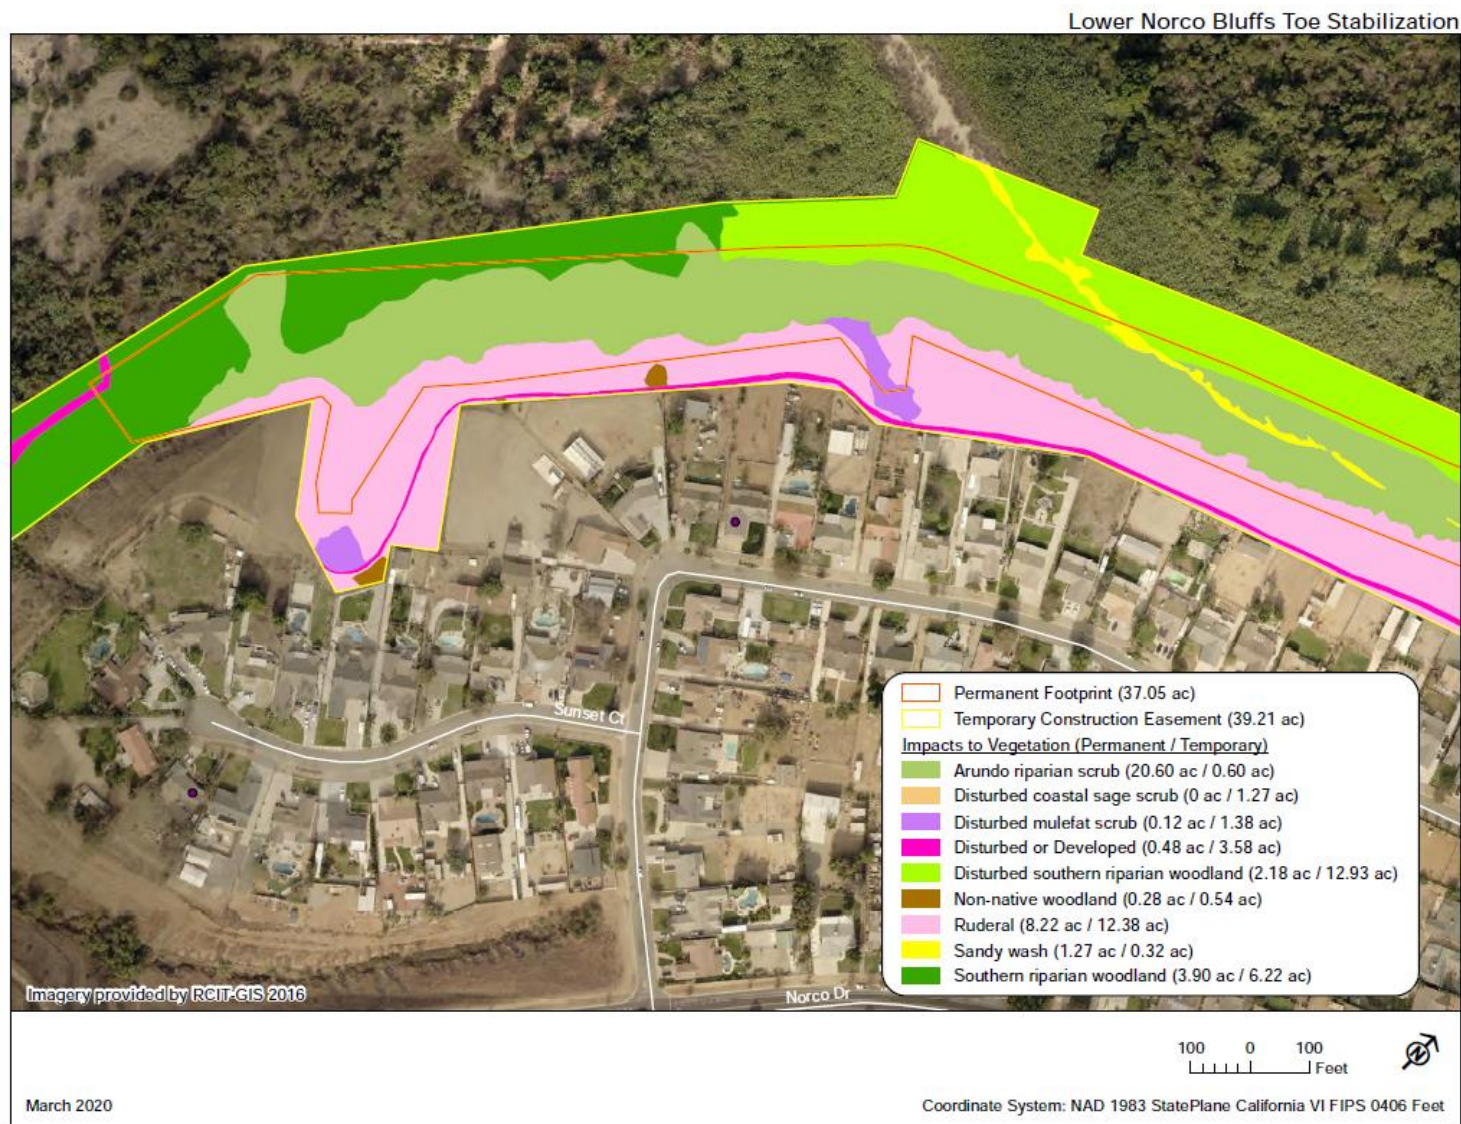 Lower Norco Bluffs Toe Stabilization
Sunset Ct
Permanent Footprint (37.05 ac)
Temporary Construction Easement (39.21 ac)
Impacts to Vegetation (Permanent / Temporary)
Arundo riparian scrub (20.60 ac / 0.60 ac)
Disturbed coastal sage scrub (0 ac / 1.27 ac)
Disturbed mulefat scrub (0.12 ac / 1.38 ac)
Disturbed or Developed (0.48 ac / 3.58 ac)
Disturbed southern riparian woodland (2.18 ac / 12.93 ac)
Non-native woodland (0.28 ac / 0.54 ac)
Ruderal (8.22 ac / 12.38 ac)
Sandy wash (1.27 ac / 0.32 ac)
Southern riparian woodland (3.90 ac / 6.22 ac)
Imagery provided by RCIT-GIS 2016
Norco Dr
100 0 100
Feet
N
March 2020
Coordinate System: NAD 1983 StatePlane California VI FIPS 0406 Feet